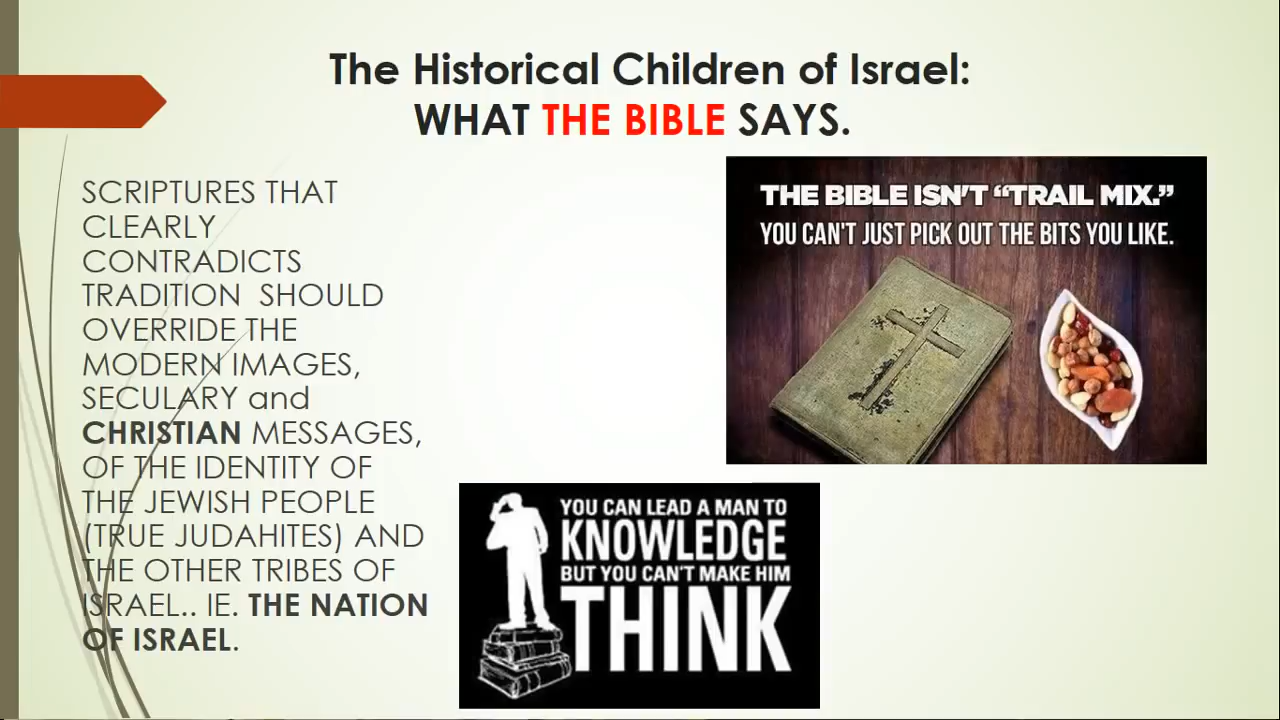 The Historical Children of Israel:
WHAT THE BIBLE SAYS.
SCRIPTURES THAT
CLEARLY
CONTRADICTS
TRADITION  SHOULD
OVERRIDE THE
MODERN IMAGES,
SECULARY and
CHRISTIAN MESSAGES,
OF THE IDENTITY OF
THE JEWISH PEOPLE
(TRUE JUDAHITES) AND
THE OTHER TRIBES OF
ISRAEL.. IE. THE NATION
OF ISRAEL.
THE BIBLE ISN'T “TRAIL MIX.”
YOU CAN'T JUST PICK OUT THE BITS YOU LIKE.
YOU CAN LEAD A MAN TO
KNOWLEDGE
BUT YOU CAN'T MAKE HIM
THINK